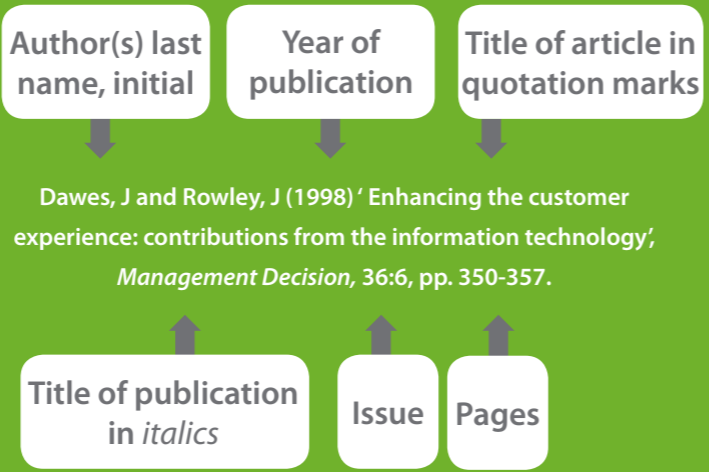 Author(s) last
name, initial
Year of
publication
Title of article in
quotation marks
Dawes, J and Rowley, J (1998) ‘ Enhancing the customer
experience: contributions from the information technology’,
Management Decision, 36:6, pp. 350-357.
Title of publication
in italics
Issue
Pages